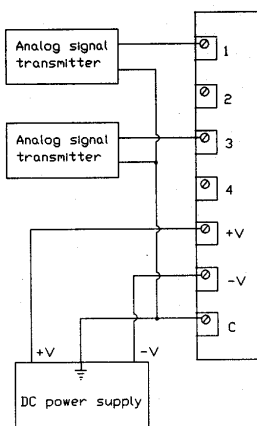 Analog signal
transmitter
1
2
Analog signal
transmitter
3
4
+V
-V
C
+V
-V
DC power supply